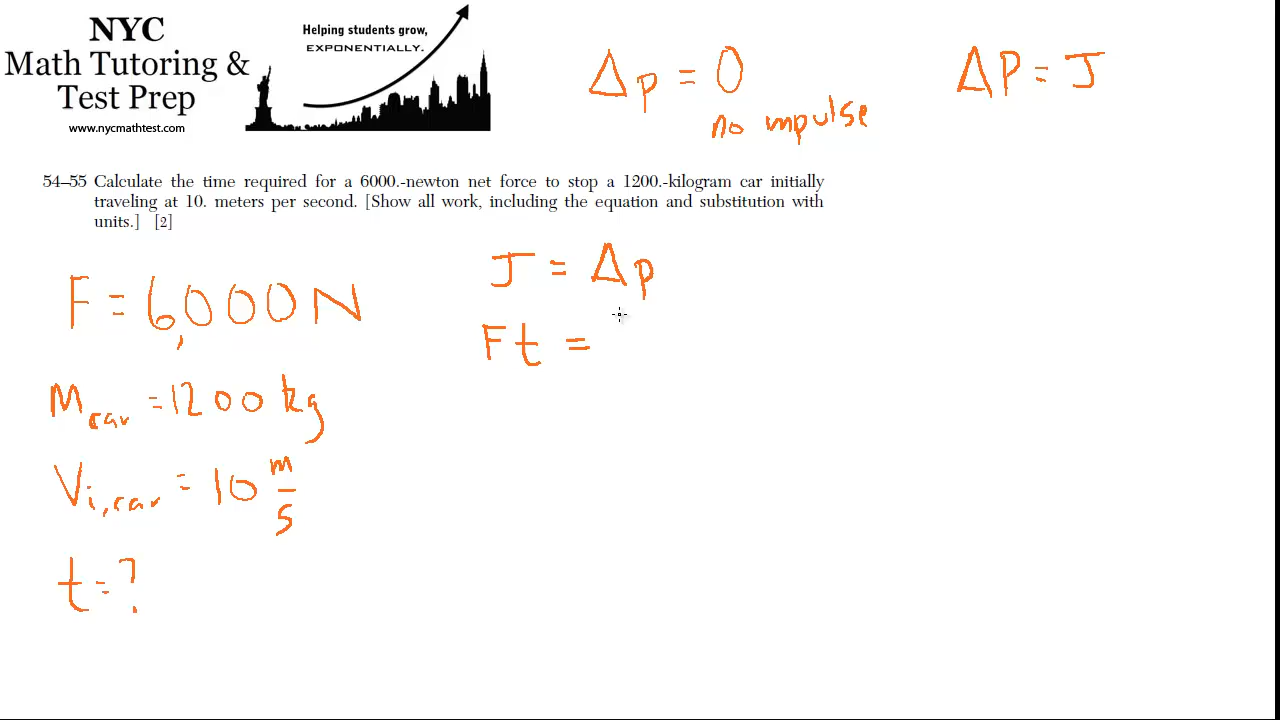 NYC
Math Tutoring &
Test Prep
www.nycmathtest.com
Helping students grow,
EXPONENTIALLY.
Δp = 0
no impulse
ΔP = J
54–55 Calculate the time required for a 6000.-newton net force to stop a 1200.-kilogram car initially
traveling at 10. meters per second. [Show all work, including the equation and substitution with
units.] [2]
F = 6,000 N
M car = 1200 kg
Vi,car = 10 m/s
t = ?
J = Δp
Ft =